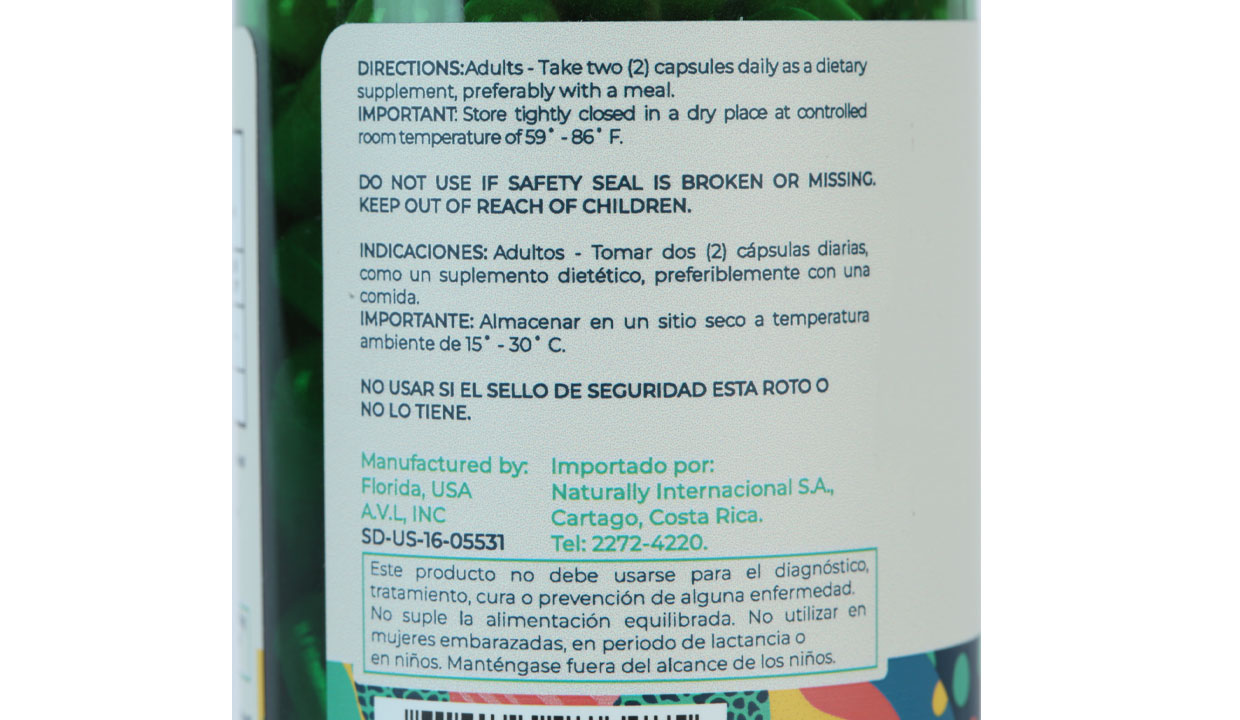 DIRECTIONS:Adults - Take two (2) capsules daily as a dietary
supplement, preferably with a meal.
IMPORTANT: Store tightly closed in a dry place at controlled
room temperature of 59° - 86° F.
DO NOT USE IF SAFETY SEAL IS BROKEN OR MISSING.
KEEP OUT OF REACH OF CHILDREN.
INDICACIONES: Adultos - Tomar dos (2) cápsulas diarias,
como un suplemento dietético, preferiblemente con una
comida.
IMPORTANTE: Almacenar en un sitio seco a temperatura
ambiente de 15° - 30° C.
NO USAR SI EL SELLO DE SEGURIDAD ESTA ROTO O
NO LO TIENE.
Manufactured by:
Florida, USA
A.V.L, INC
SD-US-16-05531
Importado por:
Naturally Internacional S.A.,
Cartago, Costa Rica.
Tel: 2272-4220.
Este producto no debe usarse para el diagnóstico,
tratamiento, cura o prevención de alguna enfermedad.
No suple la alimentación equilibrada. No utilizar en
mujeres embarazadas, en periodo de lactancia o
en niños. Manténgase fuera del alcance de los niños.